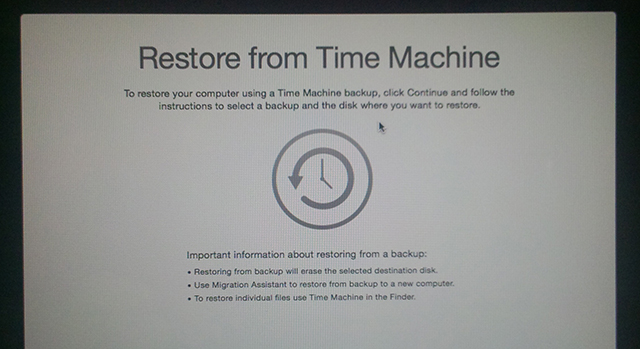 Restore from Time Machine
To restore your computer using a Time Machine backup, click Continue and follow the
instructions to select a backup and the disk where you want to restore.
Important information about restoring from a backup:
• Restoring from backup will erase the selected destination disk.
• Use Migration Assistant to restore from backup to a new computer.
• To restore individual files use Time Machine in the Finder.